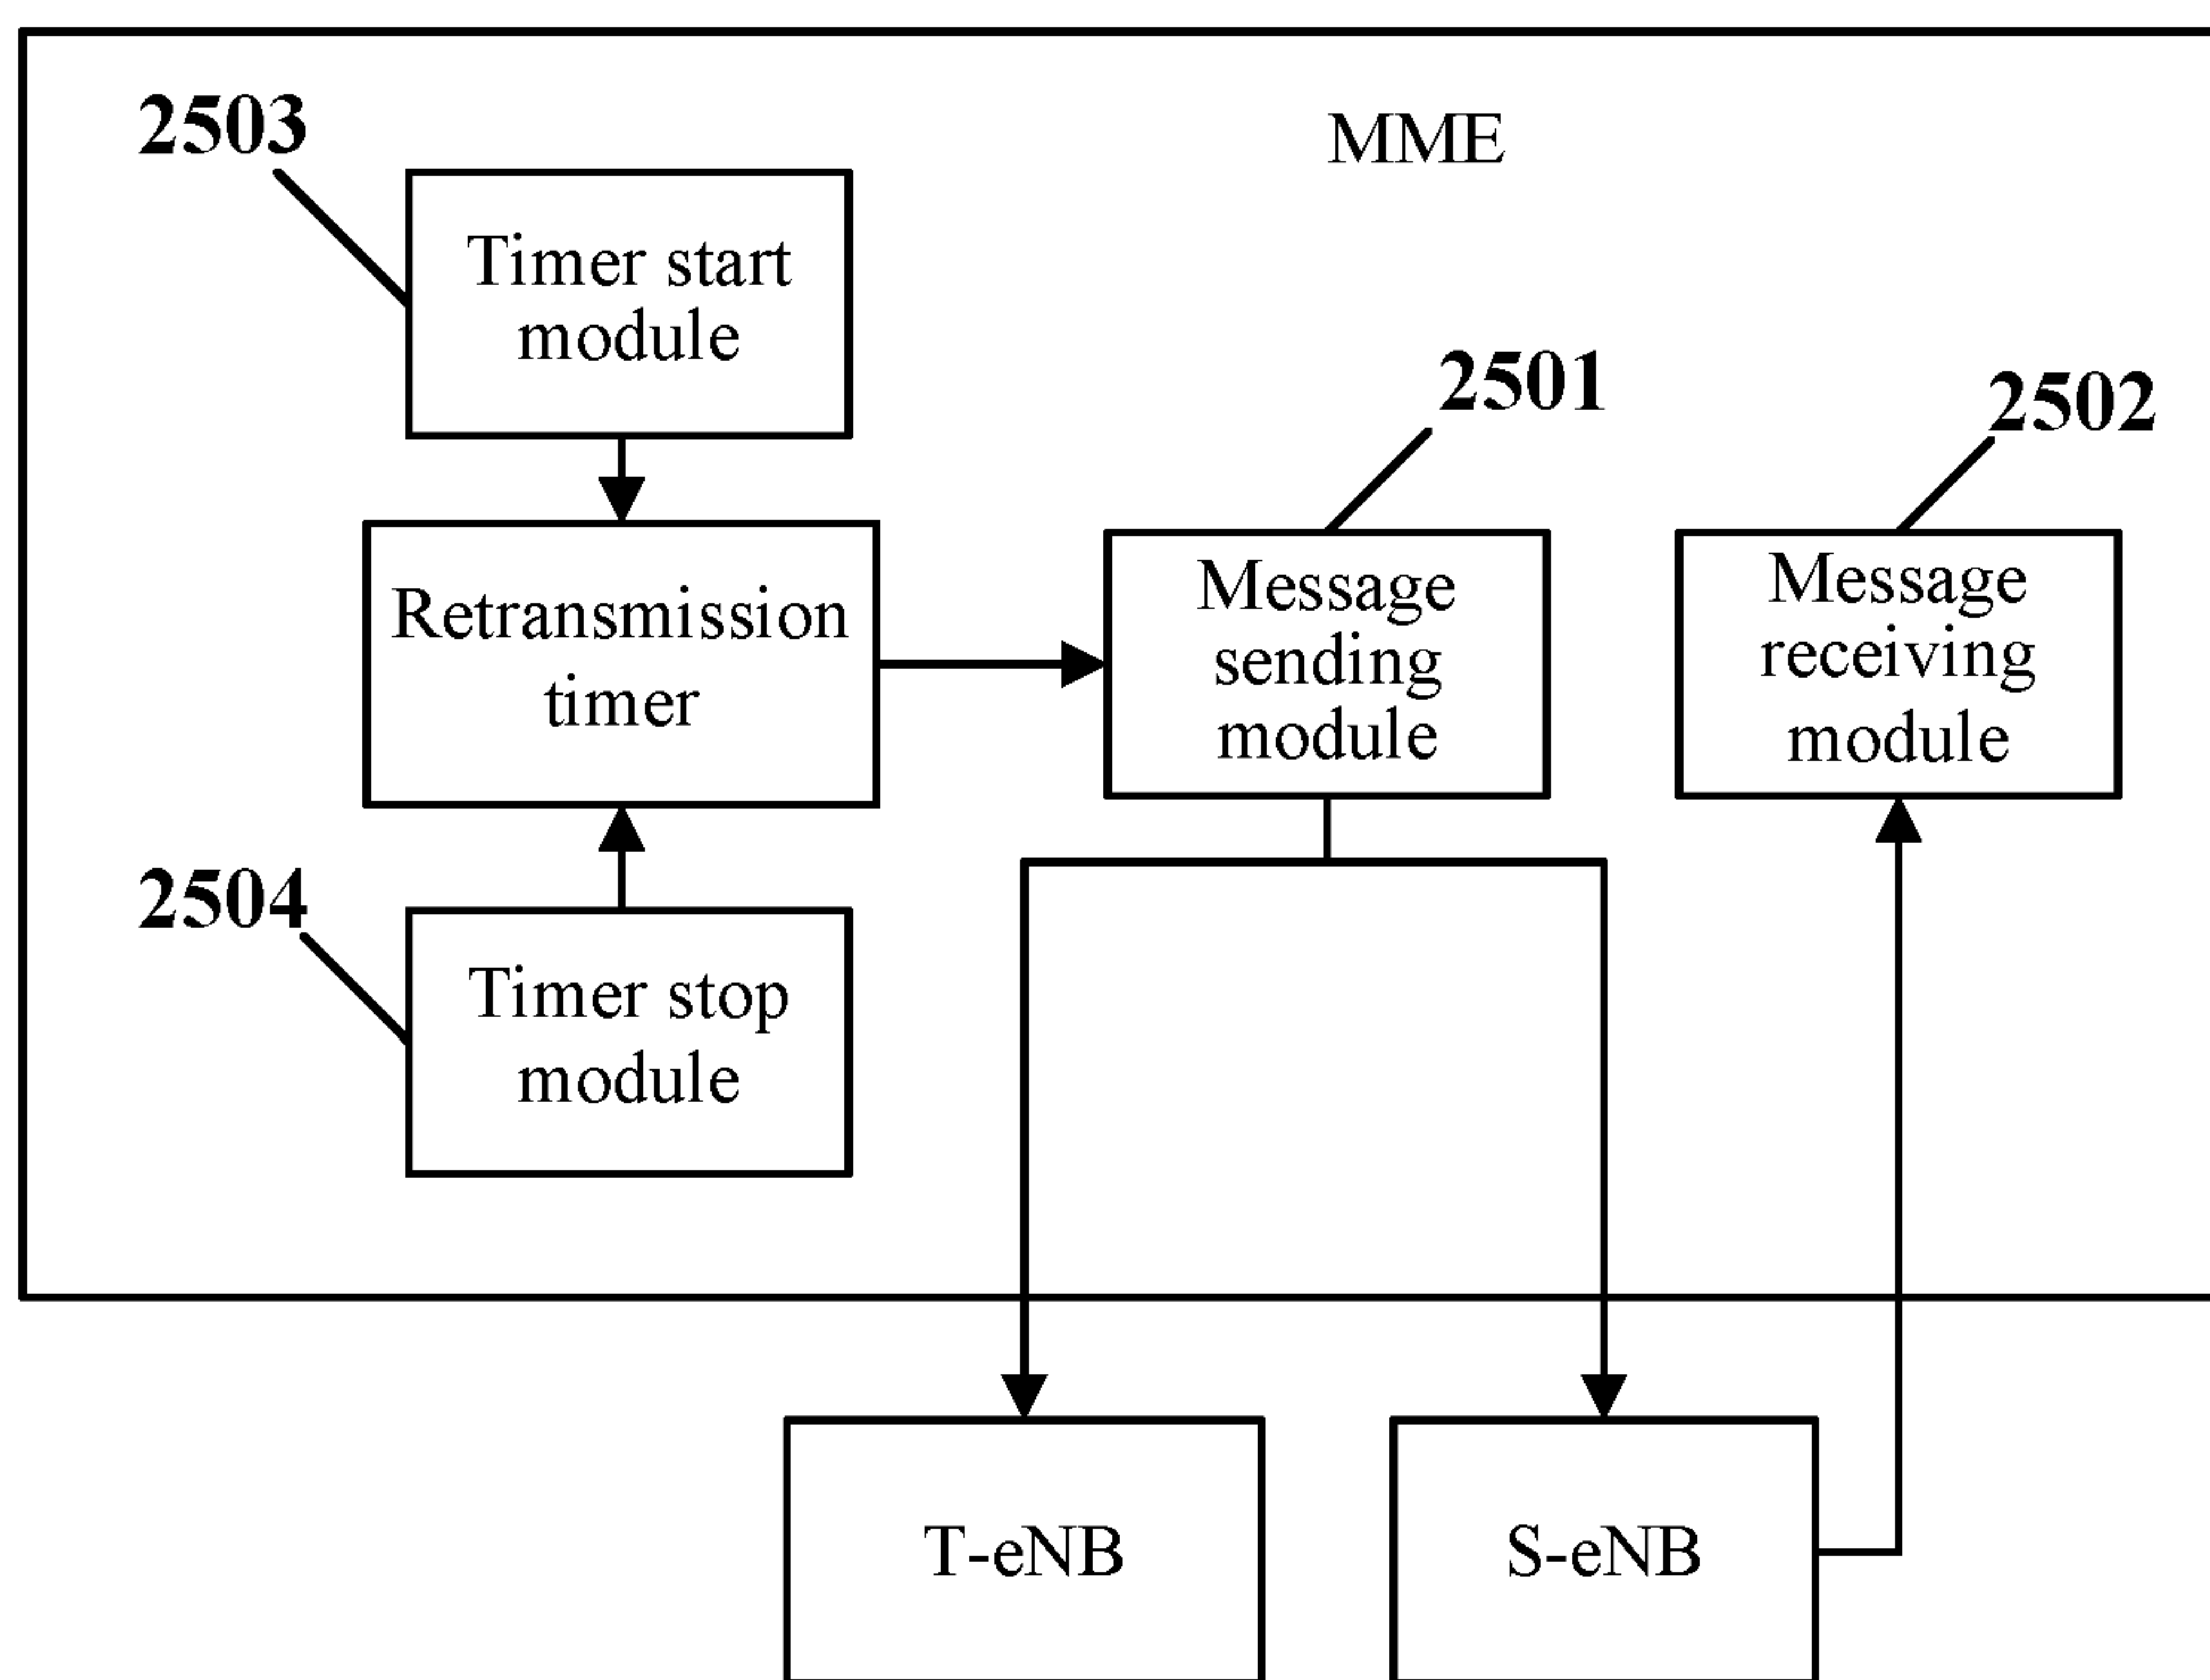 2503
MME
Timer start
module
2501
2502
Retransmission
timer
Message
sending
module
Message
receiving
module
2504
Timer stop
module
T-eNB
S-eNB